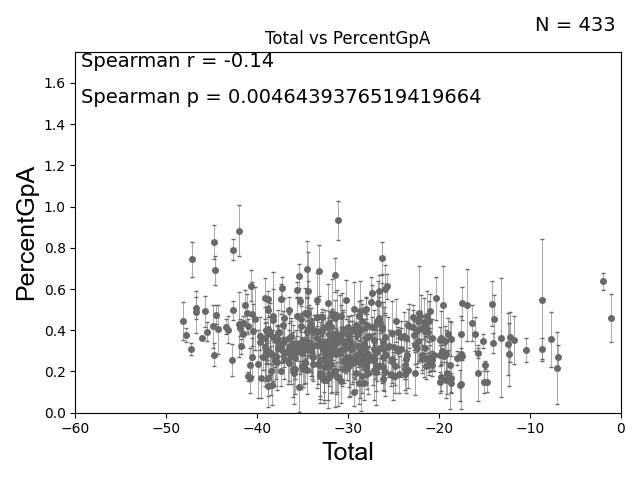 N = 433
Total vs PercentGpA
Spearman r = -0.14
Spearman p = 0.0046439376519419664
PercentGpA
1.6
1.4
1.2
1.0
0.8
0.6
0.4
0.2
0.0
−60 −50 −40 −30 −20 −10 0
Total